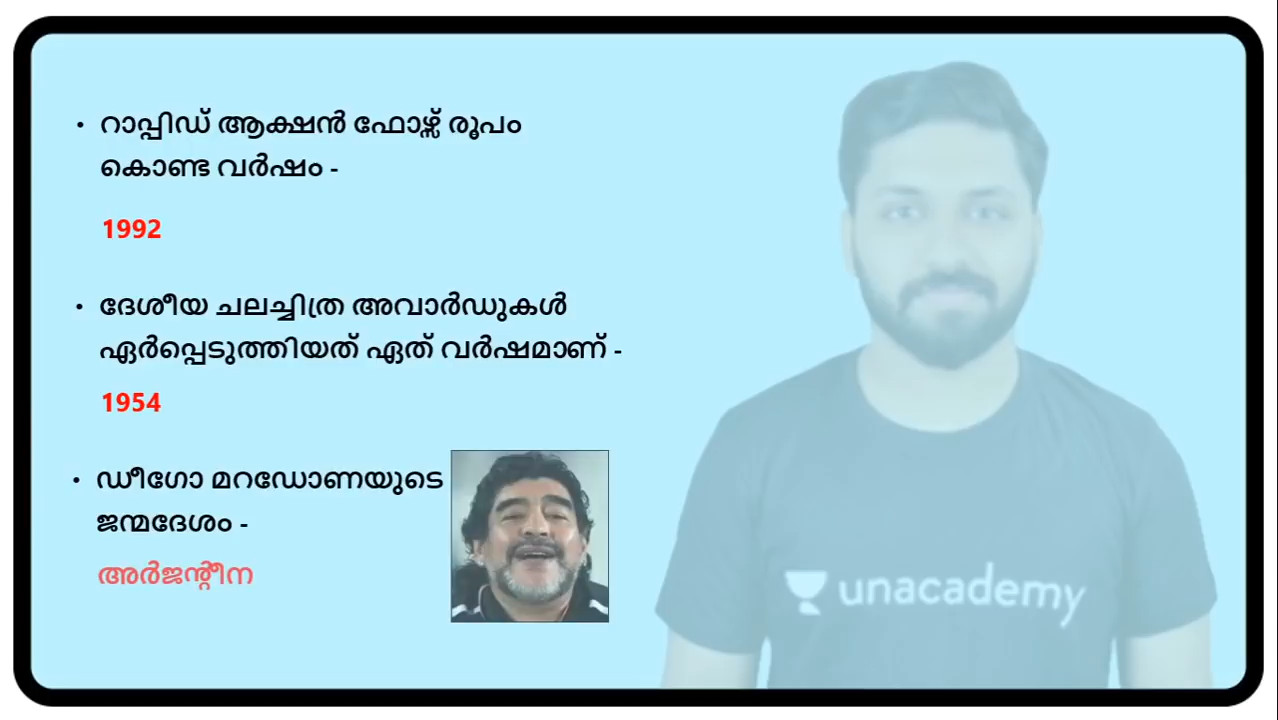 • റാപ്പിഡ് ആക്ഷൻ ഫോഴ്സ് രൂപം
കൊണ്ട വർഷം -
1992
• ദേശീയ ചലച്ചിത്ര അവാർഡുകൾ
ഏർപ്പെടുത്തിയത് ഏത് വർഷമാണ് -
1954
• ഡീഗോ മറഡോണയുടെ
ജന്മദേശം -
അർജന്റീന
unacademy